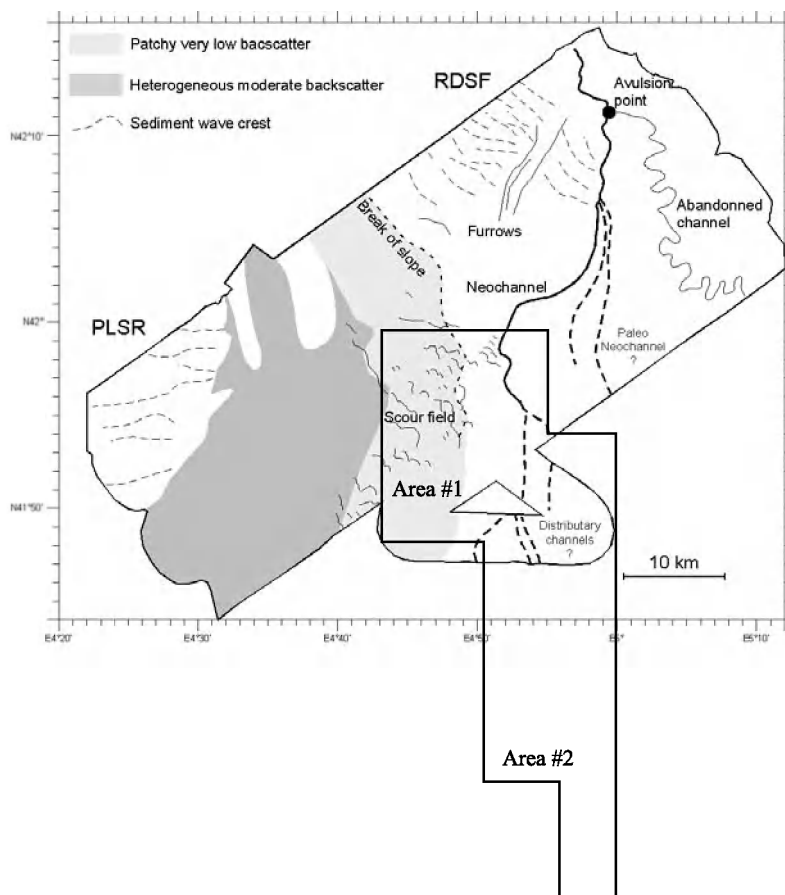 Patchy very low bacscatter
Heterogeneous moderate backscatter
Sediment wave crest
RDSF
Avulsion
point
N42°10'
Abandonned
channel
Break of slope
Furrows
Neochannel
N42°
PLSR
Paleo
Neochannel
?
Scour field
Area #1
N41°50'
Distributary
channels
?
10 km
E4°20'
E4°30'
E4°40'
E4°50'
E5°
E5°10'
Area #2